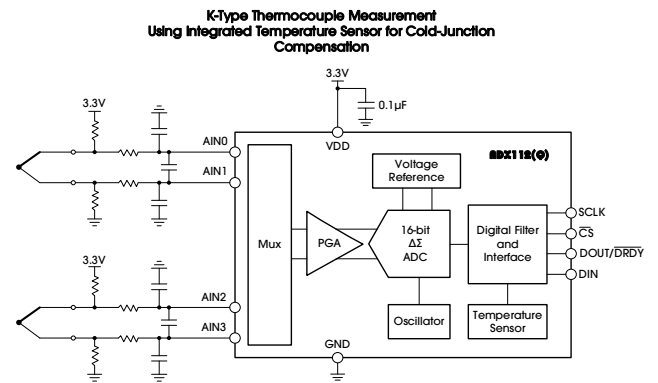 K-Type Thermocouple Measurement
Using Integrated Temperature Sensor for Cold-Junction
Compensation
3.3V
0.1µF
3.3V
AIN0
VDD
ADX112(Q)
AIN1
Voltage
Reference
Mux
PGA
16-bit
ΔΣ
ADC
Digital Filter
and
Interface
SCLK
CS
DOUT/DRDY
DIN
3.3V
AIN2
AIN3
Oscillator
Temperature
Sensor
GND